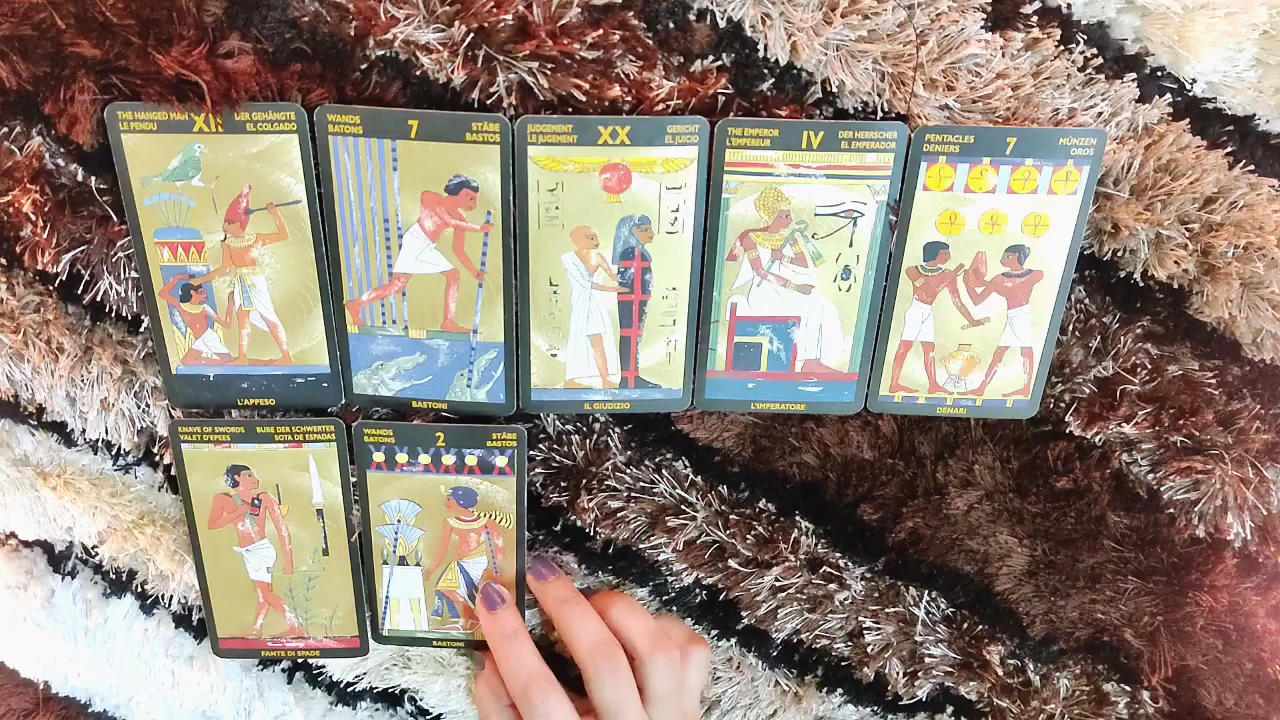 THE HANGED MAN XII DER GEHÄNGTE
LE PENDU EL COLGADO
L'APPESO
WANDS 7 STÄBE
BATONS BASTOS
BASTONI
JUDGEMENT XX GERICHT
LE JUGEMENT EL JUICIO
IL GIUDIZIO
THE EMPEROR IV DER HERRSCHER
L'EMPEREUR EL EMPERADOR
L'IMPERATORE
PENTACLES 7 MÜNZEN
DENIERS OROS
DENARI
KNAVE OF SWORDS BUBE DER SCHWERTER
VALET D'EPEES SOTA DE ESPADAS
FANTE DI SPADE
WANDS 2 STÄBE
BATONS BASTOS
BASTONI